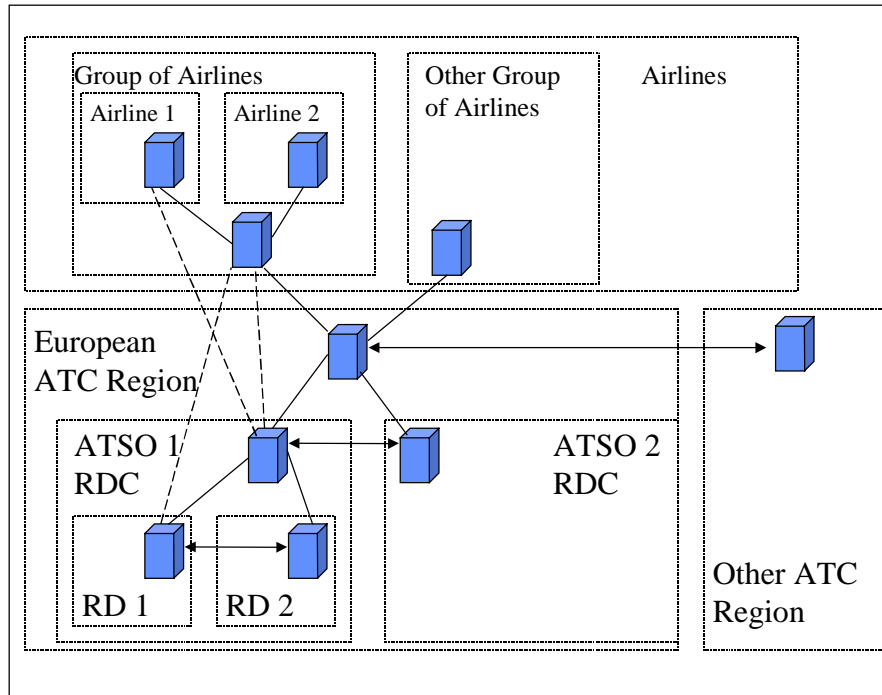 Group of Airlines
Airline 1
Airline 2
Other Group
of Airlines
Airlines
European
ATC Region
ATSO 1
RDC
ATSO 2
RDC
RD 1
RD 2
Other ATC
Region